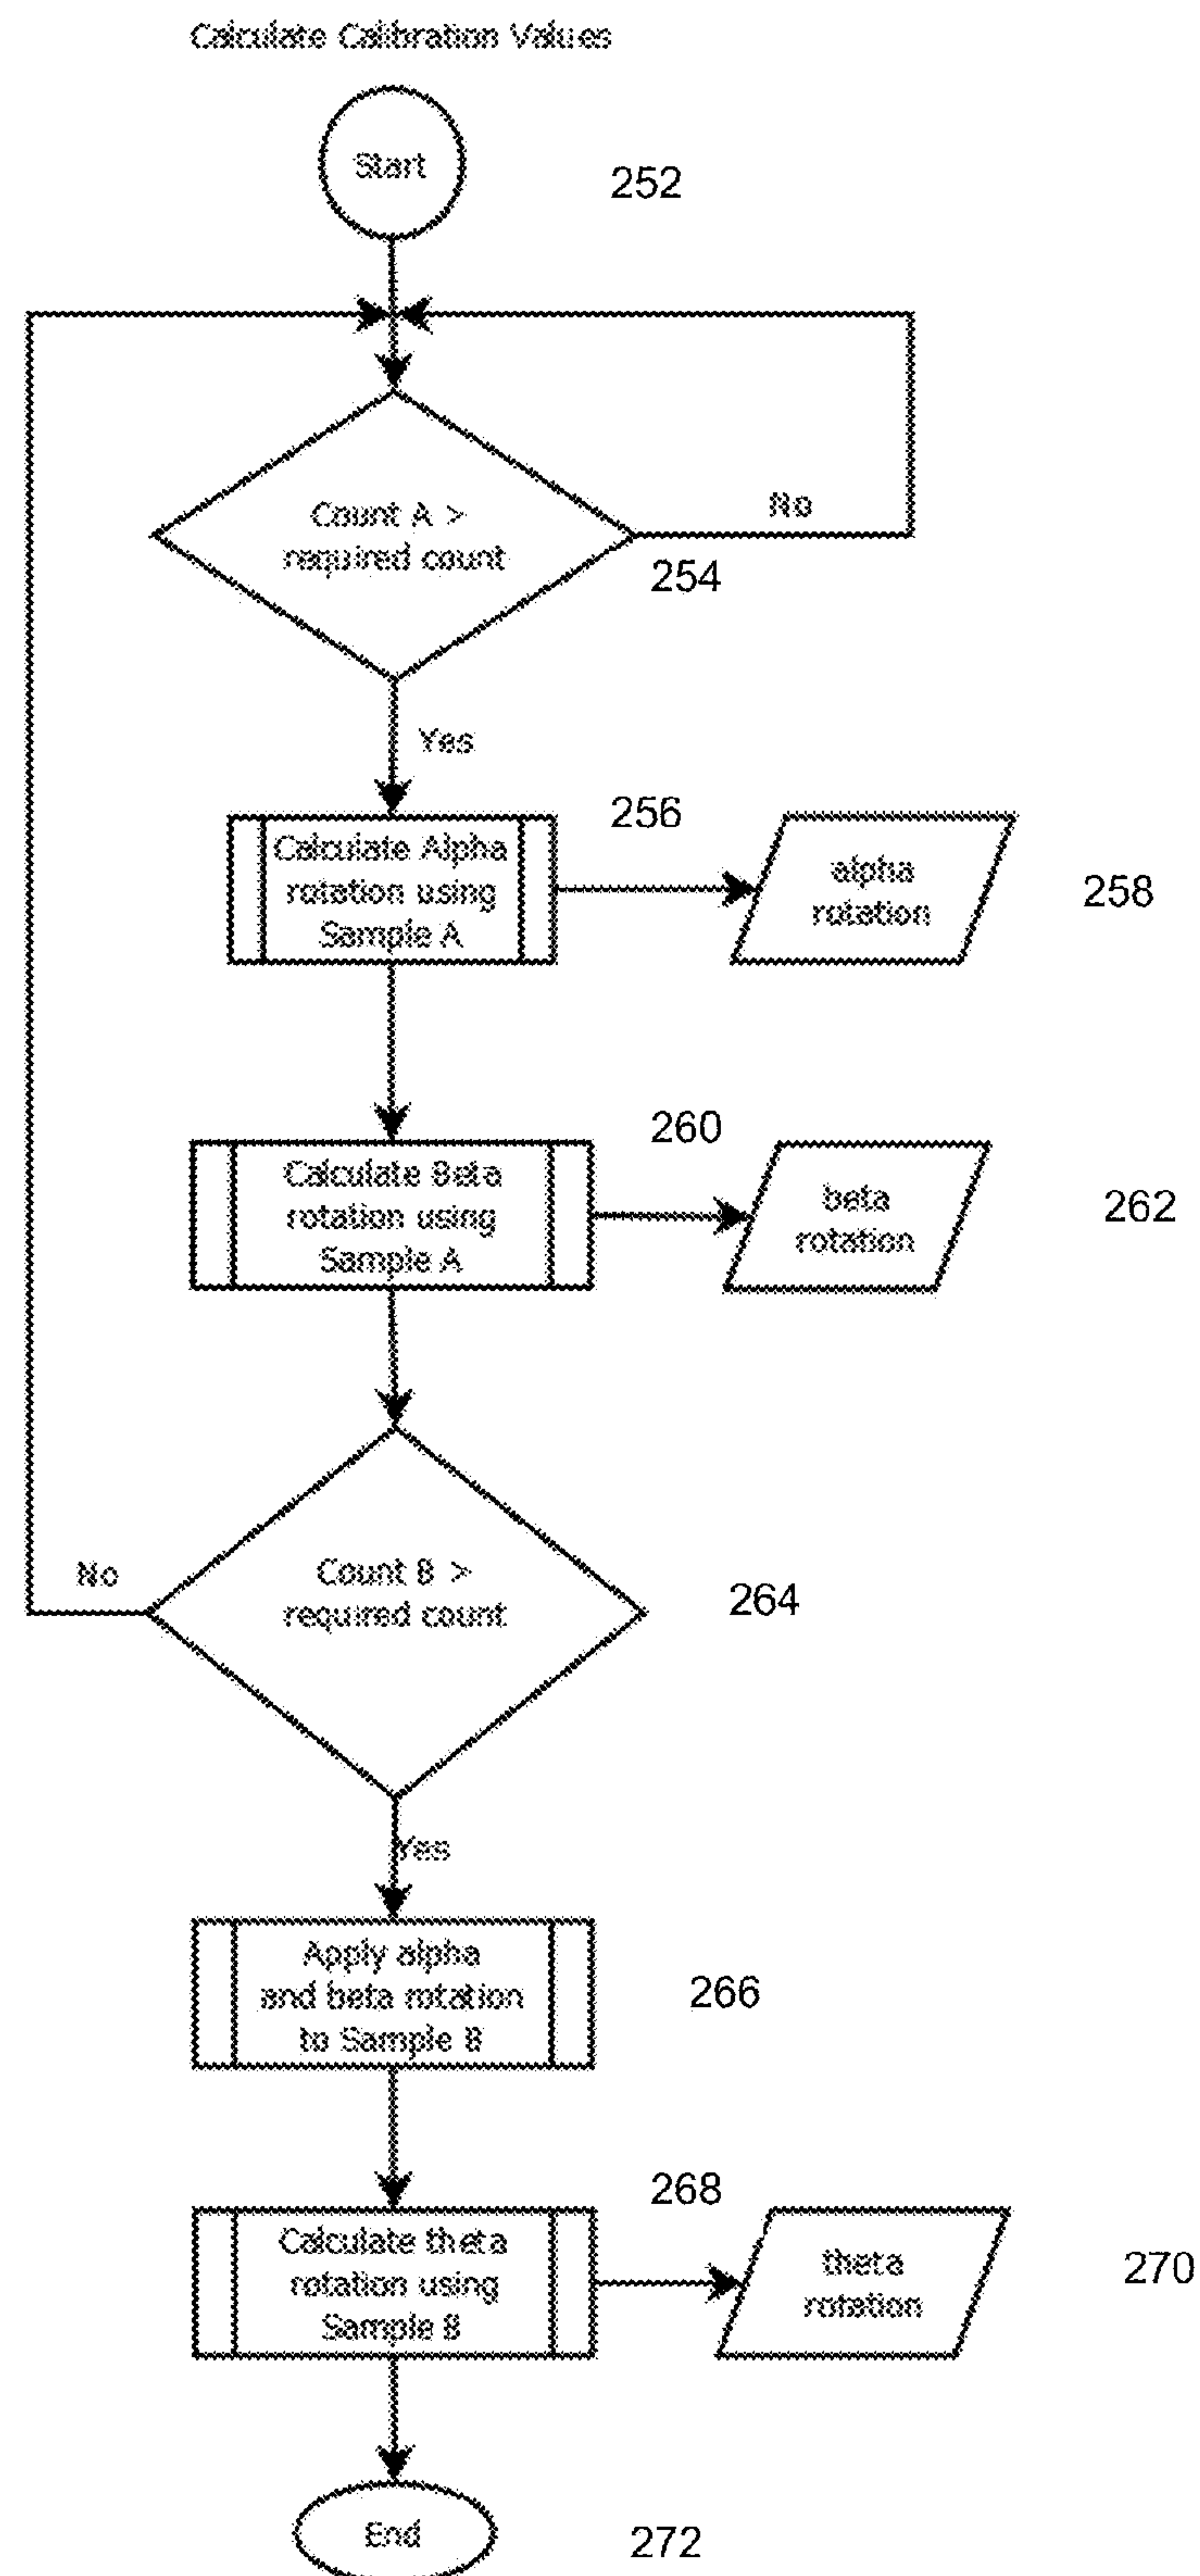 Calculate Calibration Values
Start
252
Count A >
required count
254
No
Yes
256
Calculate Alpha
rotation using
Sample A
alpha
rotation
258
260
Calculate Beta
rotation using
Sample A
beta
rotation
262
Count B >
required count
264
No
Yes
Apply alpha
and beta rotation
to Sample B
266
268
Calculate theta
rotation using
Sample B
theta
rotation
270
End
272